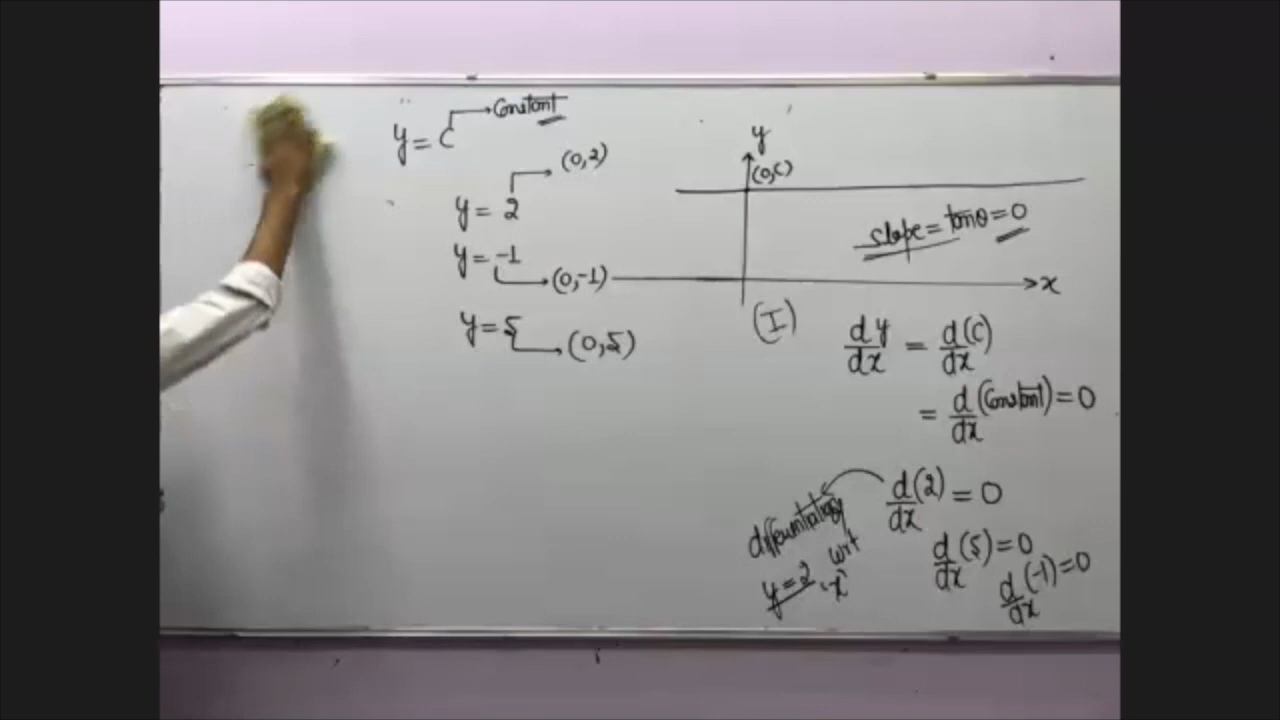 y = C → Constant
y = 2 → (0,2)
y = -1 → (0,-1)
y = 5 → (0,5)
y
(0,C)
slope = tanθ = 0
x
(I)
dy/dx = d(C)/dx
= d/dx (Constant) = 0
d(2)/dx = 0
differentiating
y = 2 wrt 'x'
d/dx (5) = 0
d/dx (-1) = 0